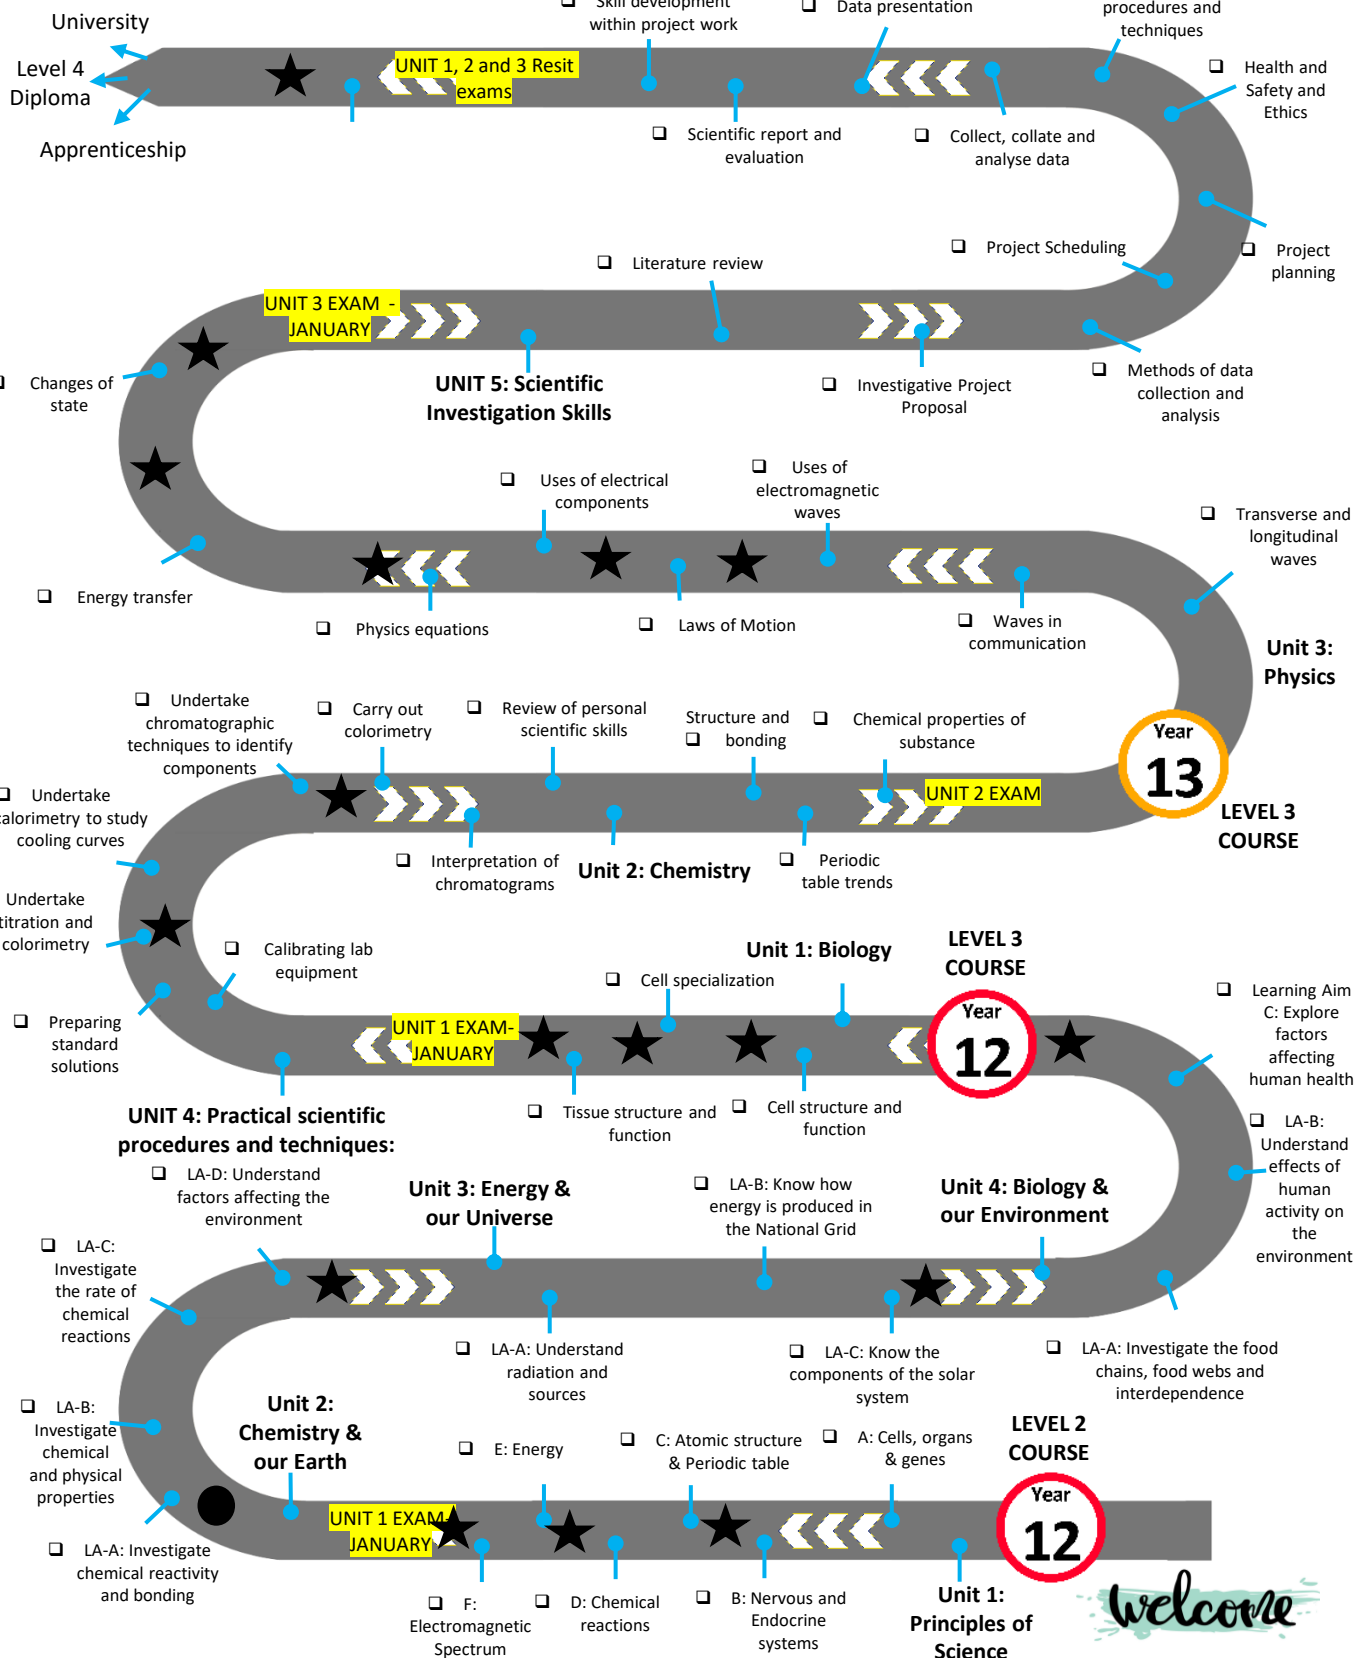 Skill development
within project work
Data presentation
procedures and
techniques
University
Level 4
Diploma
Apprenticeship
UNIT 1, 2 and 3 Resit
exams
Health and
Safety and
Ethics
Scientific report and
evaluation
Collect, collate and
analyse data
Project
planning
Project Scheduling
Literature review
UNIT 3 EXAM -
JANUARY
Changes of
state
UNIT 5: Scientific
Investigation Skills
Investigative Project
Proposal
Methods of data
collection and
analysis
Uses of electrical
components
Uses of
electromagnetic
waves
Transverse and
longitudinal
waves
Energy transfer
Physics equations
Laws of Motion
Waves in
communication
Unit 3:
Physics
Undertake
chromatographic
techniques to identify
components
Carry out
colorimetry
Review of personal
scientific skills
Structure and
bonding
Chemical properties of
substance
Year
13
LEVEL 3
COURSE
UNIT 2 EXAM
Undertake
calorimetry to study
cooling curves
Interpretation of
chromatograms
Unit 2: Chemistry
Periodic
table trends
Undertake
titration and
colorimetry
Calibrating lab
equipment
Cell specialization
Unit 1: Biology
LEVEL 3
COURSE
Year
12
Learning Aim
C: Explore
factors
affecting
human health
Preparing
standard
solutions
UNIT 1 EXAM-
JANUARY
UNIT 4: Practical scientific
procedures and techniques:
Tissue structure and
function
Cell structure and
function
LA-B:
Understand
effects of
human
activity on
the
environment
LA-D: Understand
factors affecting the
environment
Unit 3: Energy &
our Universe
LA-B: Know how
energy is produced in
the National Grid
Unit 4: Biology &
our Environment
LA-C:
Investigate
the rate of
chemical
reactions
LA-A: Understand
radiation and
sources
LA-C: Know the
components of the solar
system
LA-A: Investigate the food
chains, food webs and
interdependence
LA-B:
Investigate
chemical
and physical
properties
Unit 2:
Chemistry &
our Earth
E: Energy
C: Atomic structure
& Periodic table
A: Cells, organs
& genes
LEVEL 2
COURSE
Year
12
UNIT 1 EXAM-
JANUARY
LA-A: Investigate
chemical reactivity
and bonding
F:
Electromagnetic
Spectrum
D: Chemical
reactions
B: Nervous and
Endocrine
systems
Unit 1:
Principles of
Science
welcome